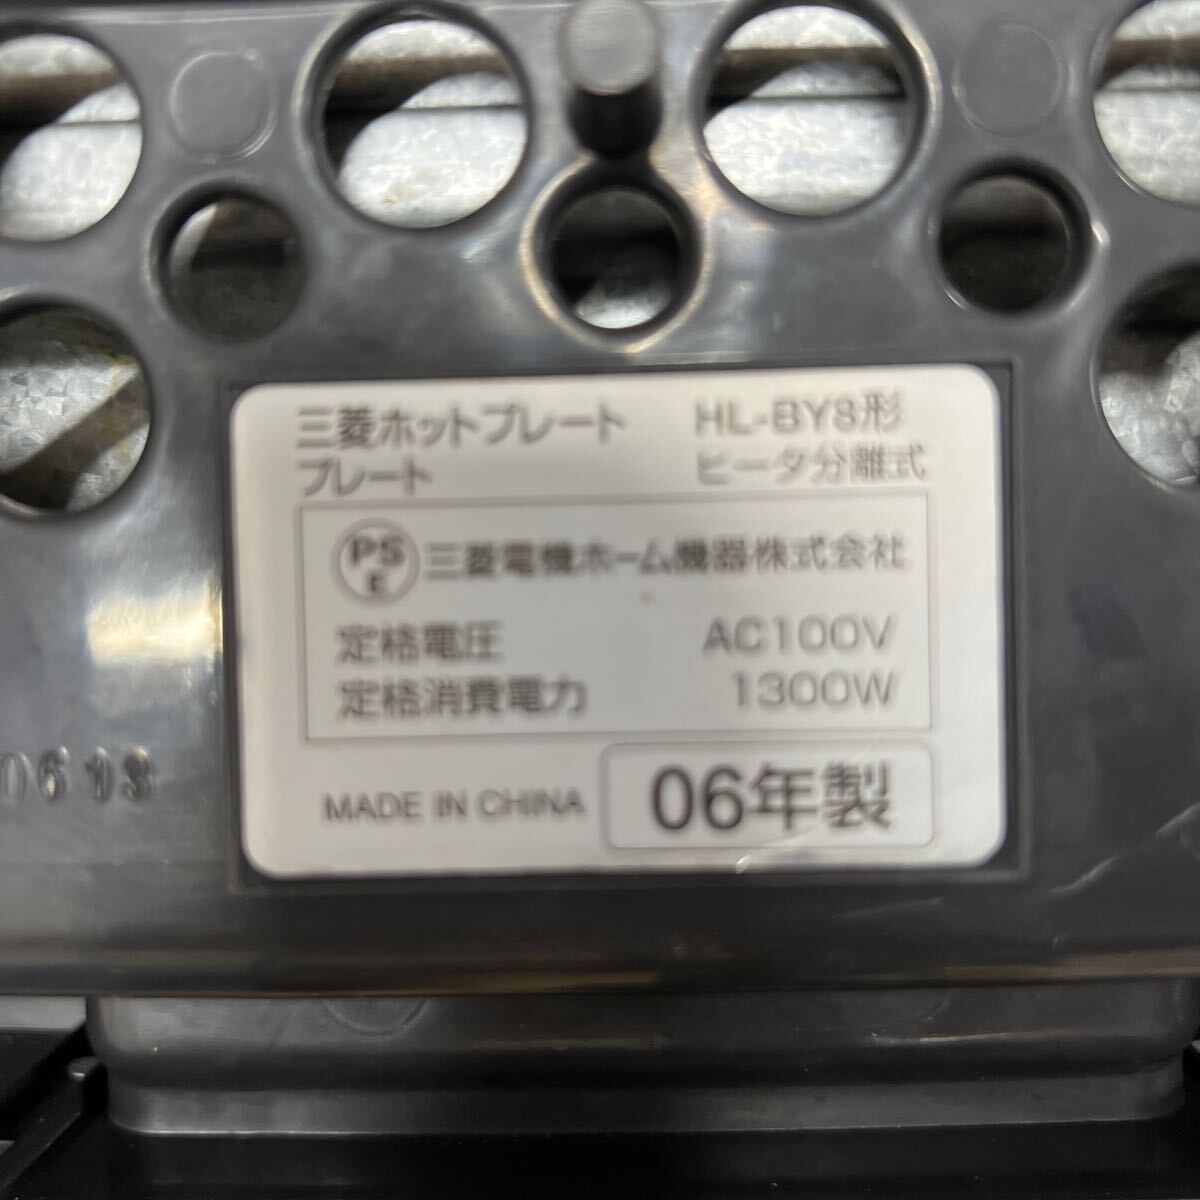 三菱ホットプレート HL-BY8形
プレート ヒータ分離式
PS
E
三菱電機ホーム機器株式会社
定格電圧 AC100V
定格消費電力 1300W
MADE IN CHINA 06年製